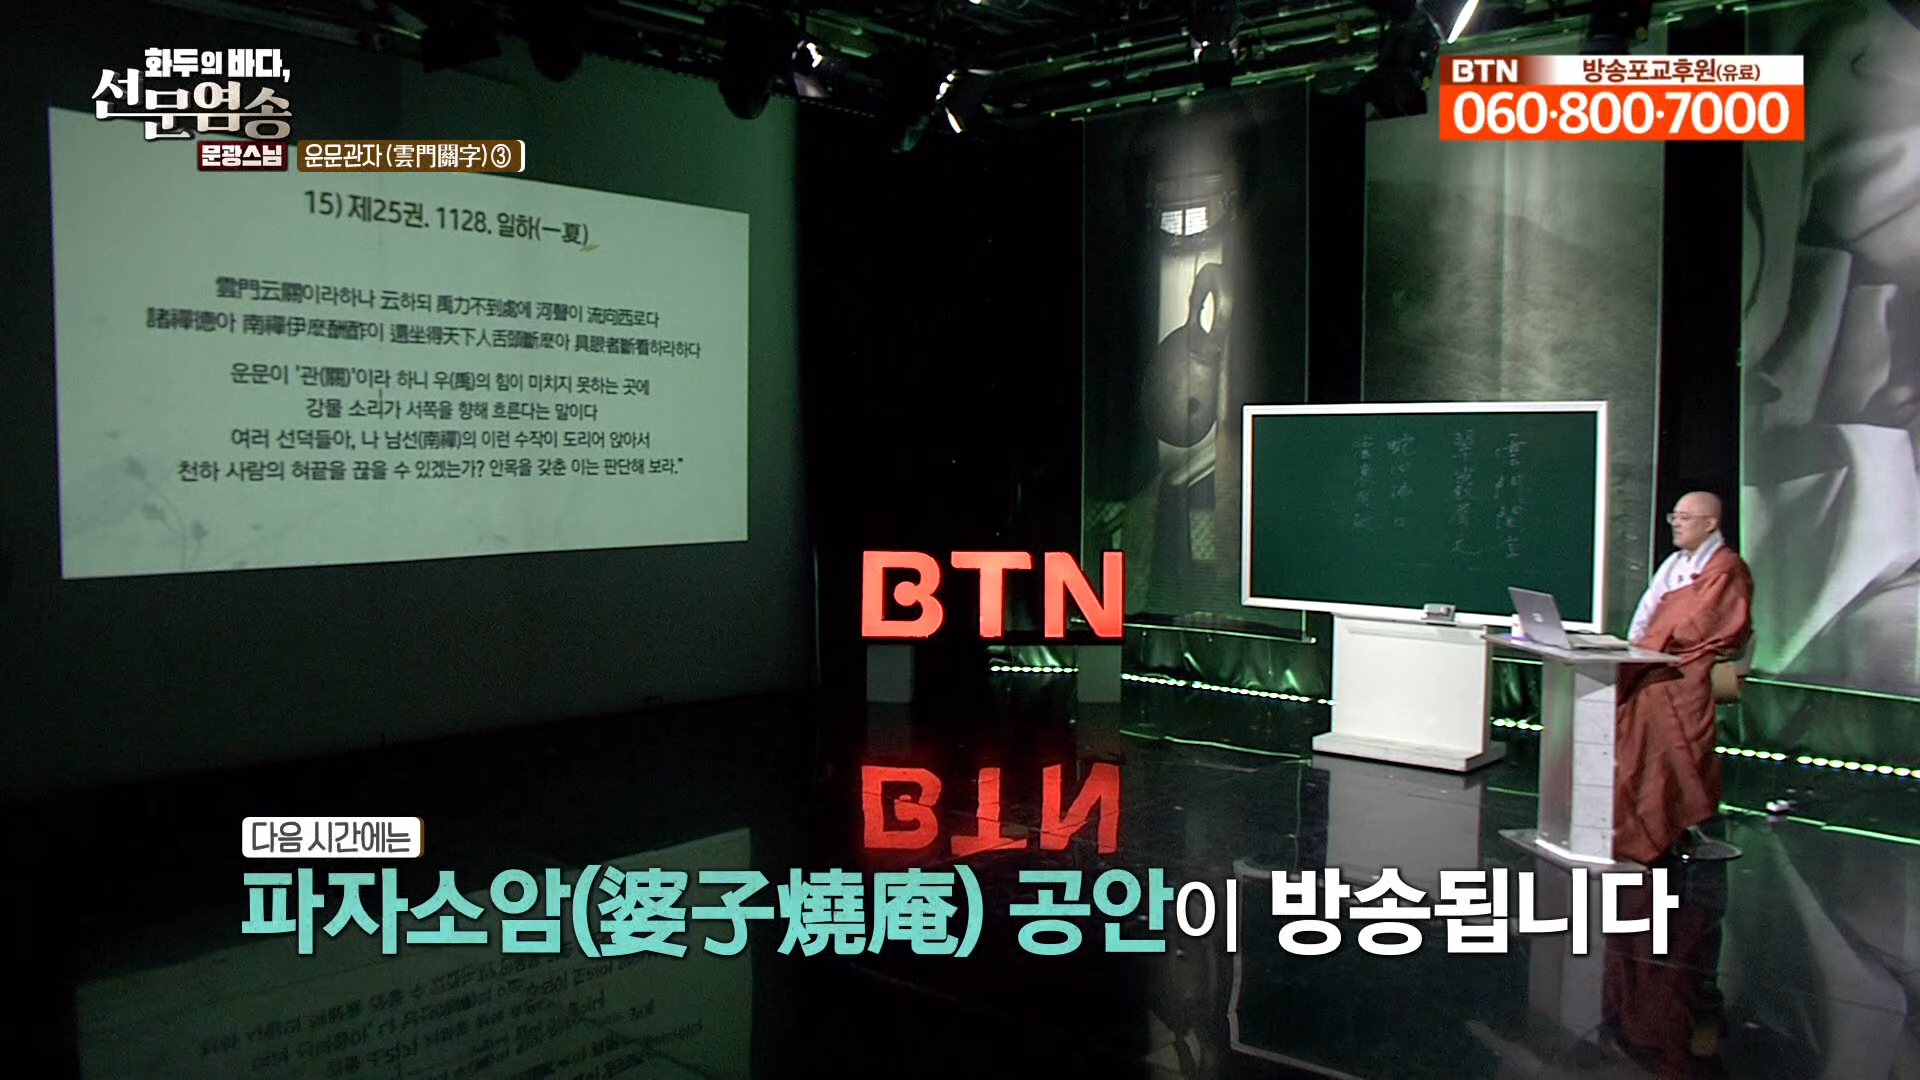 화두의 바다,
선문염송
문광스님
운문관자(雲門關字)③
BTN 방송포교후원(유료)
060·800·7000
15) 제25권. 1128. 일하(一夏)
雲門云關이라하나 云하되 禹力不到處에 河聲이 流向西로다
諸禪德아 南禪伊麽酬酢이 還坐得天下人舌頭斷麽아 具眼者斷看하라하다
운문이 '관(關)'이라 하니 우(禹)의 힘이 미치지 못하는 곳에
강물 소리가 서쪽을 향해 흐른다는 말이다
여러 선덕들아, 나 남선(南禪)의 이런 수작이 도리어 앉아서
천하 사람의 혀끝을 끊을 수 있겠는가? 안목을 갖춘 이는 판단해 보라."
BTN
다음 시간에는
파자소암(婆子燒庵) 공안이 방송됩니다